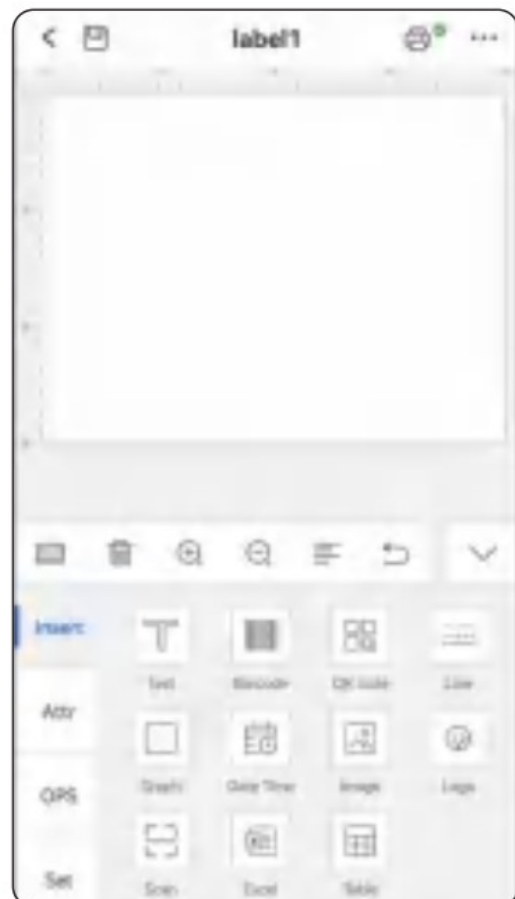 label1
Insert
Text Barcode QR code Line
Attr
Graph Date Time Image Logo
OPS
Set
Scan Excel Table